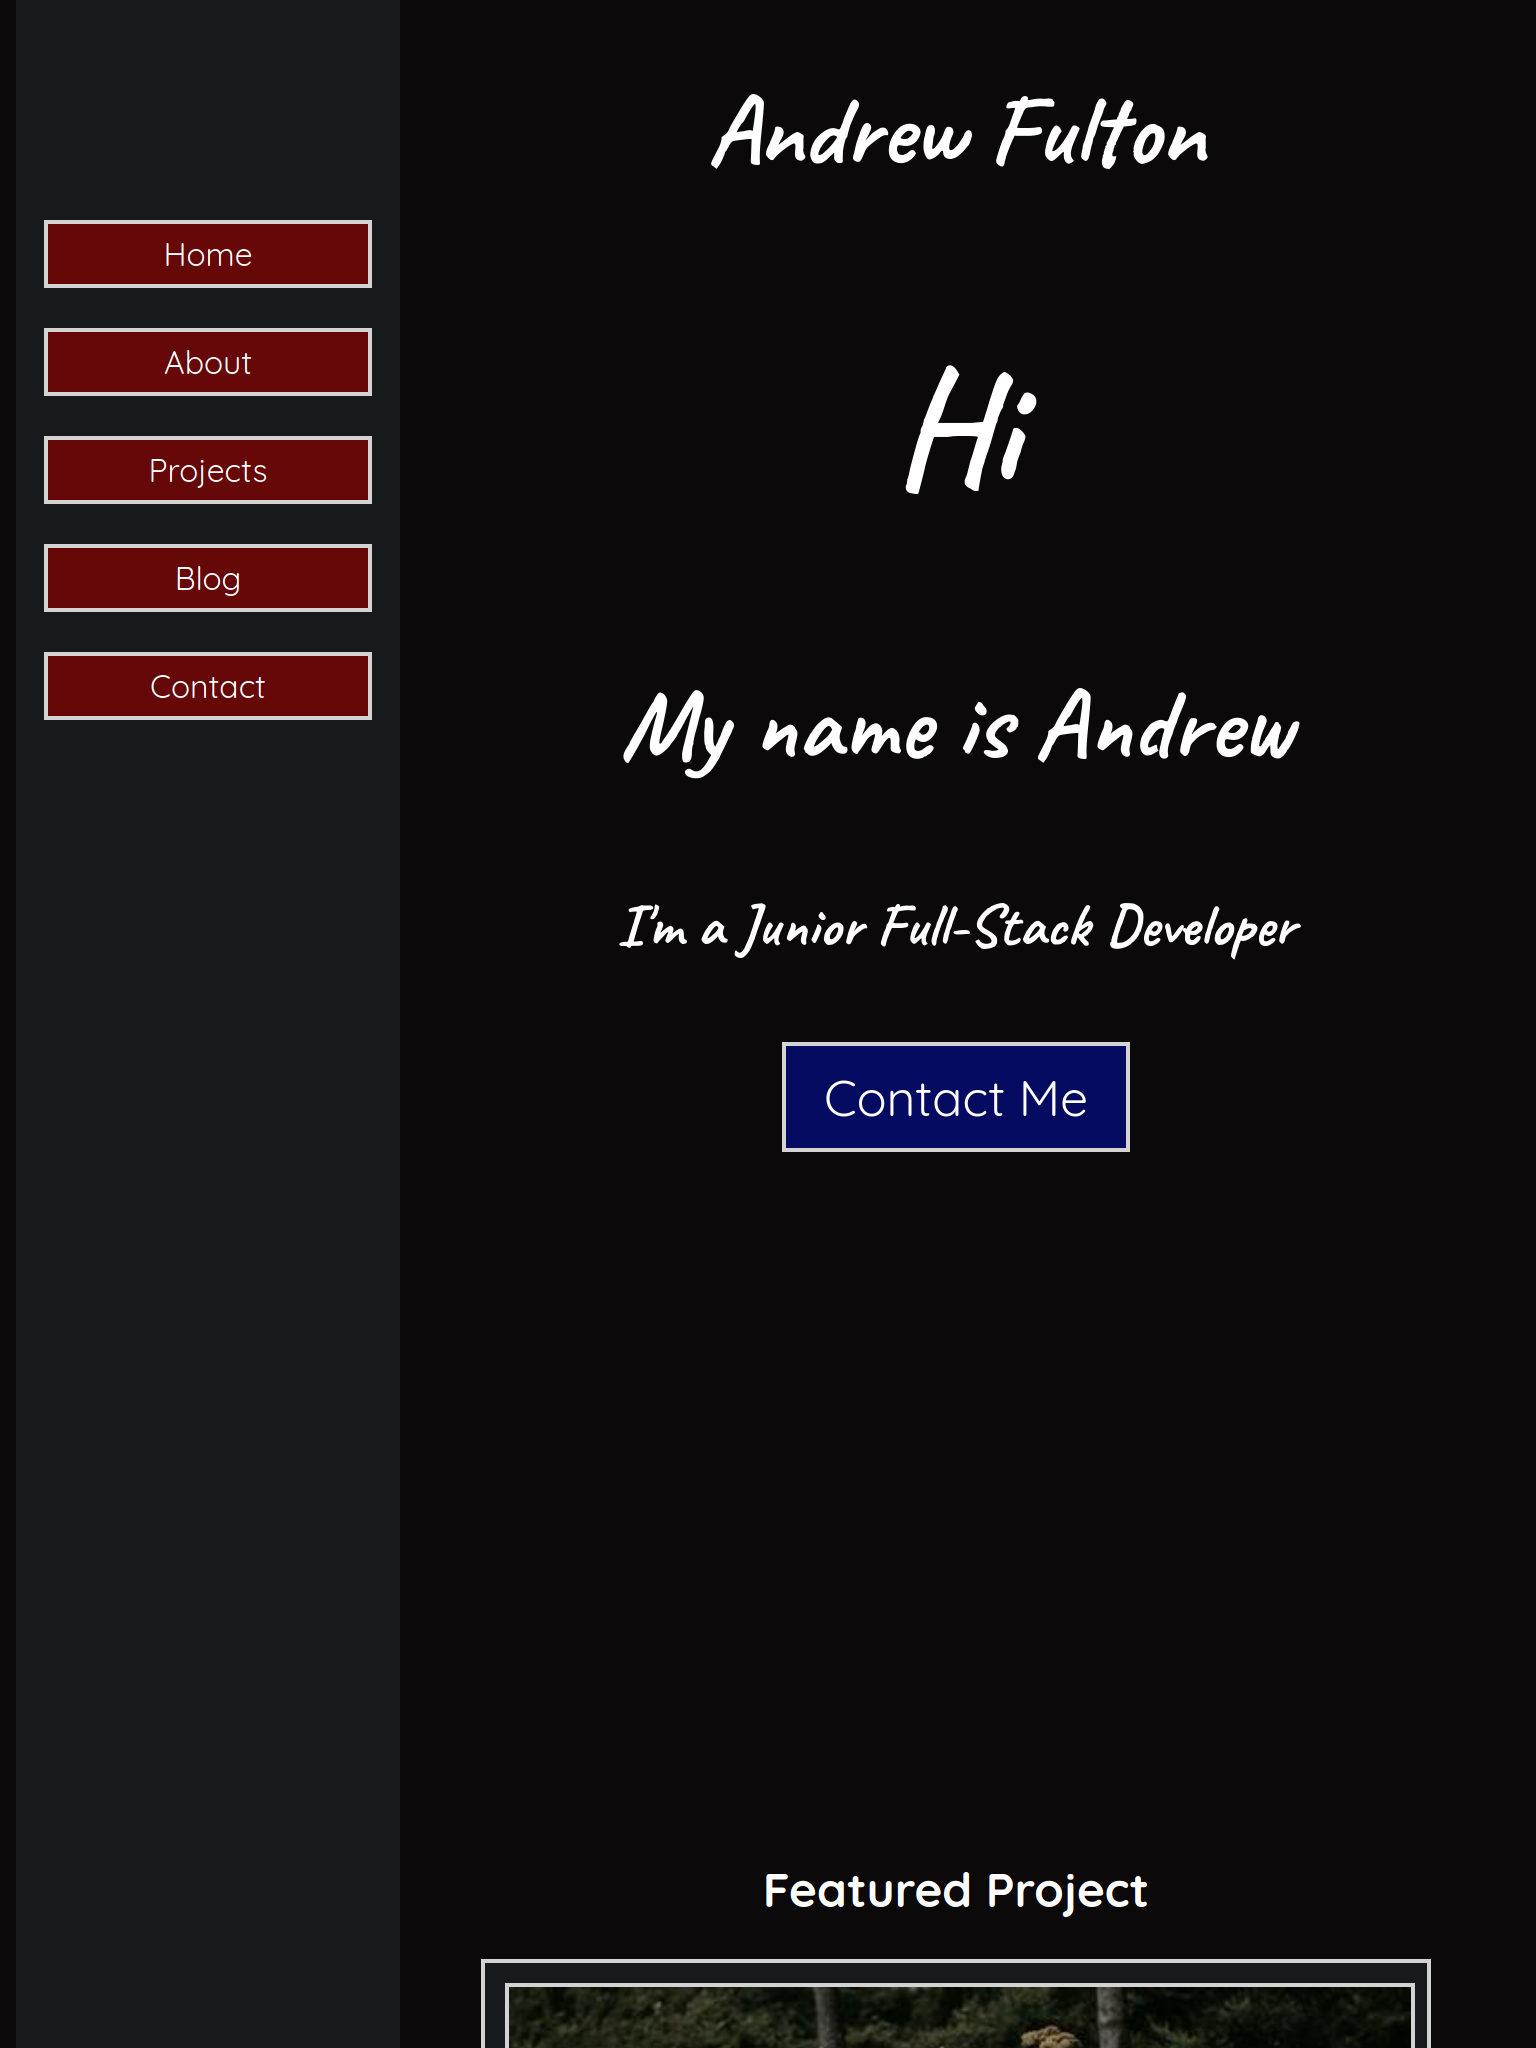 Andrew Fulton
Home
About
Projects
Blog
Contact
Hi
My name is Andrew
I'm a Junior Full-Stack Developer
Contact Me
Featured Project